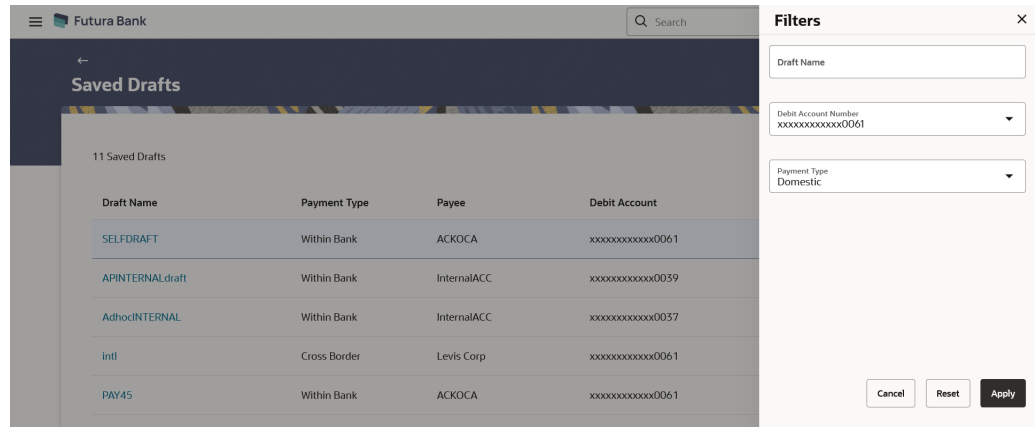 Futura Bank
Search
Saved Drafts
11 Saved Drafts
Draft Name Payment Type Payee Debit Account
SELFDRAFT Within Bank ACKOCA xxxxxxxxxxxx0061
APINTERNALdraft Within Bank InternalACC xxxxxxxxxxxx0039
AdhocINTERNAL Within Bank InternalACC xxxxxxxxxxxx0037
intl Cross Border Levis Corp xxxxxxxxxxxx0061
PAY45 Within Bank ACKOCA xxxxxxxxxxxx0061
Filters
Draft Name
Debit Account Number
xxxxxxxxxxxx0061
Payment Type
Domestic
Cancel Reset Apply